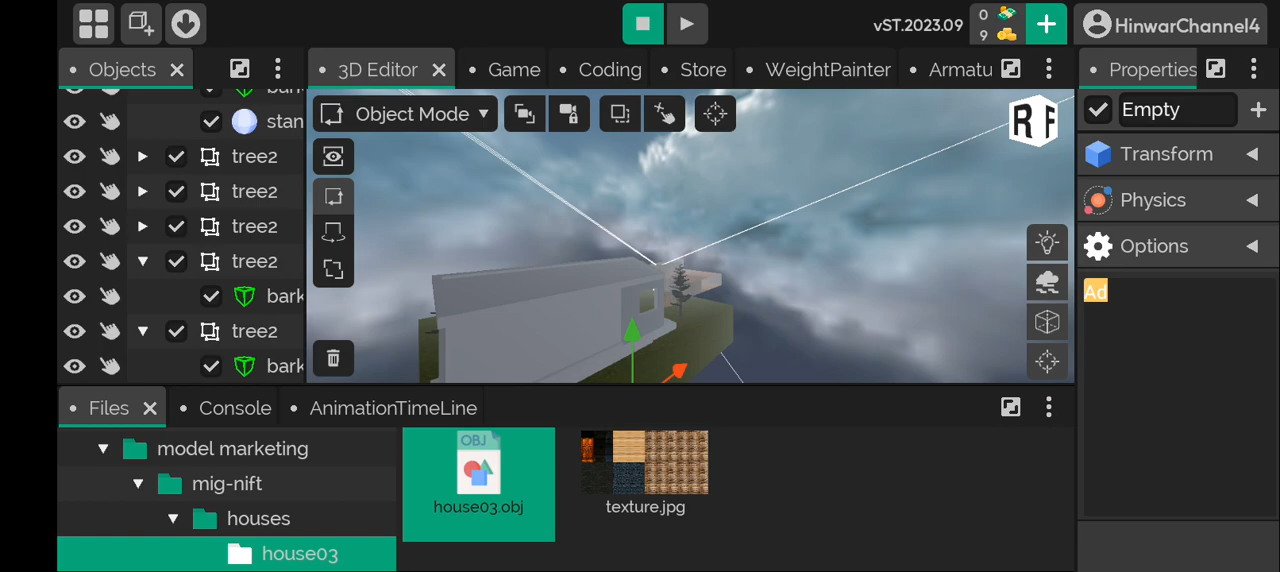 vST.2023.09
0
9
HinwarChannel4
Objects
3D Editor
Game
Coding
Store
WeightPainter
Armatu
Properties
bark
stan
tree2
tree2
tree2
tree2
bark
tree2
bark
Object Mode
R F
Empty
Transform
Physics
Options
Ad
Files
Console
AnimationTimeLine
model marketing
mig-nift
houses
house03
OBJ
house03.obj
texture.jpg